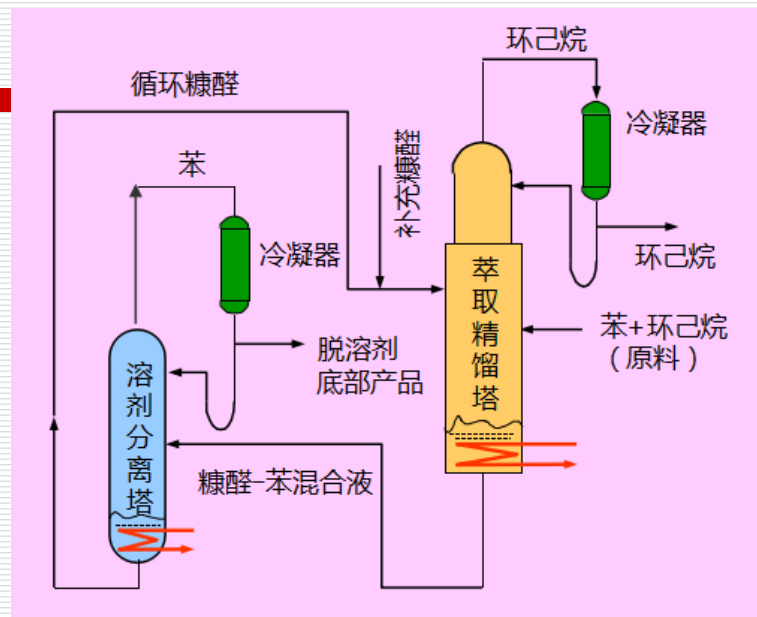 环己烷
循环糠醛
冷凝器
补充糠醛
苯
环己烷
冷凝器
萃取精馏塔
苯+环己烷
（原料）
脱溶剂
底部产品
溶剂分离塔
糠醛-苯混合液